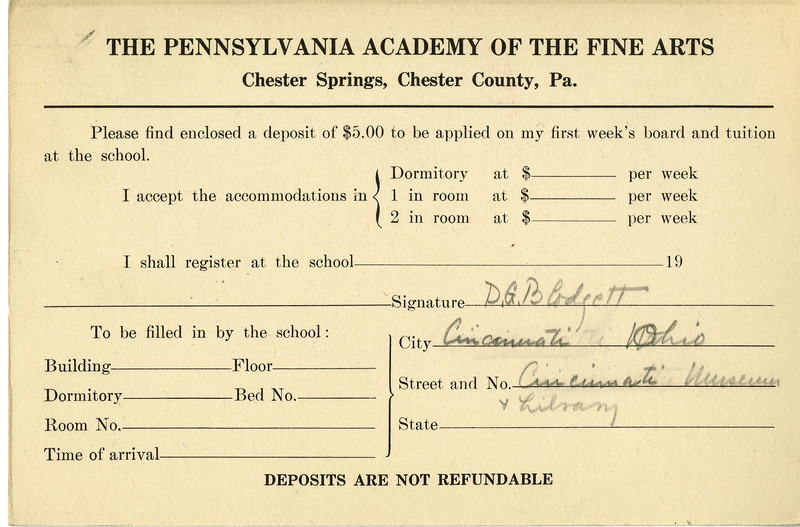 THE PENNSYLVANIA ACADEMY OF THE FINE ARTS
Chester Springs, Chester County, Pa.
Please find enclosed a deposit of $5.00 to be applied on my first week's board and tuition
at the school.
I accept the accommodations in
Dormitory at $ per week
1 in room at $ per week
2 in room at $ per week
I shall register at the school 19
Signature D.G. Blodgett
To be filled in by the school:
City Cincinnati Ohio
Building Floor
Street and No. Cincinnati Museum
+ Library
Dormitory Bed No.
Room No.
State
Time of arrival
DEPOSITS ARE NOT REFUNDABLE